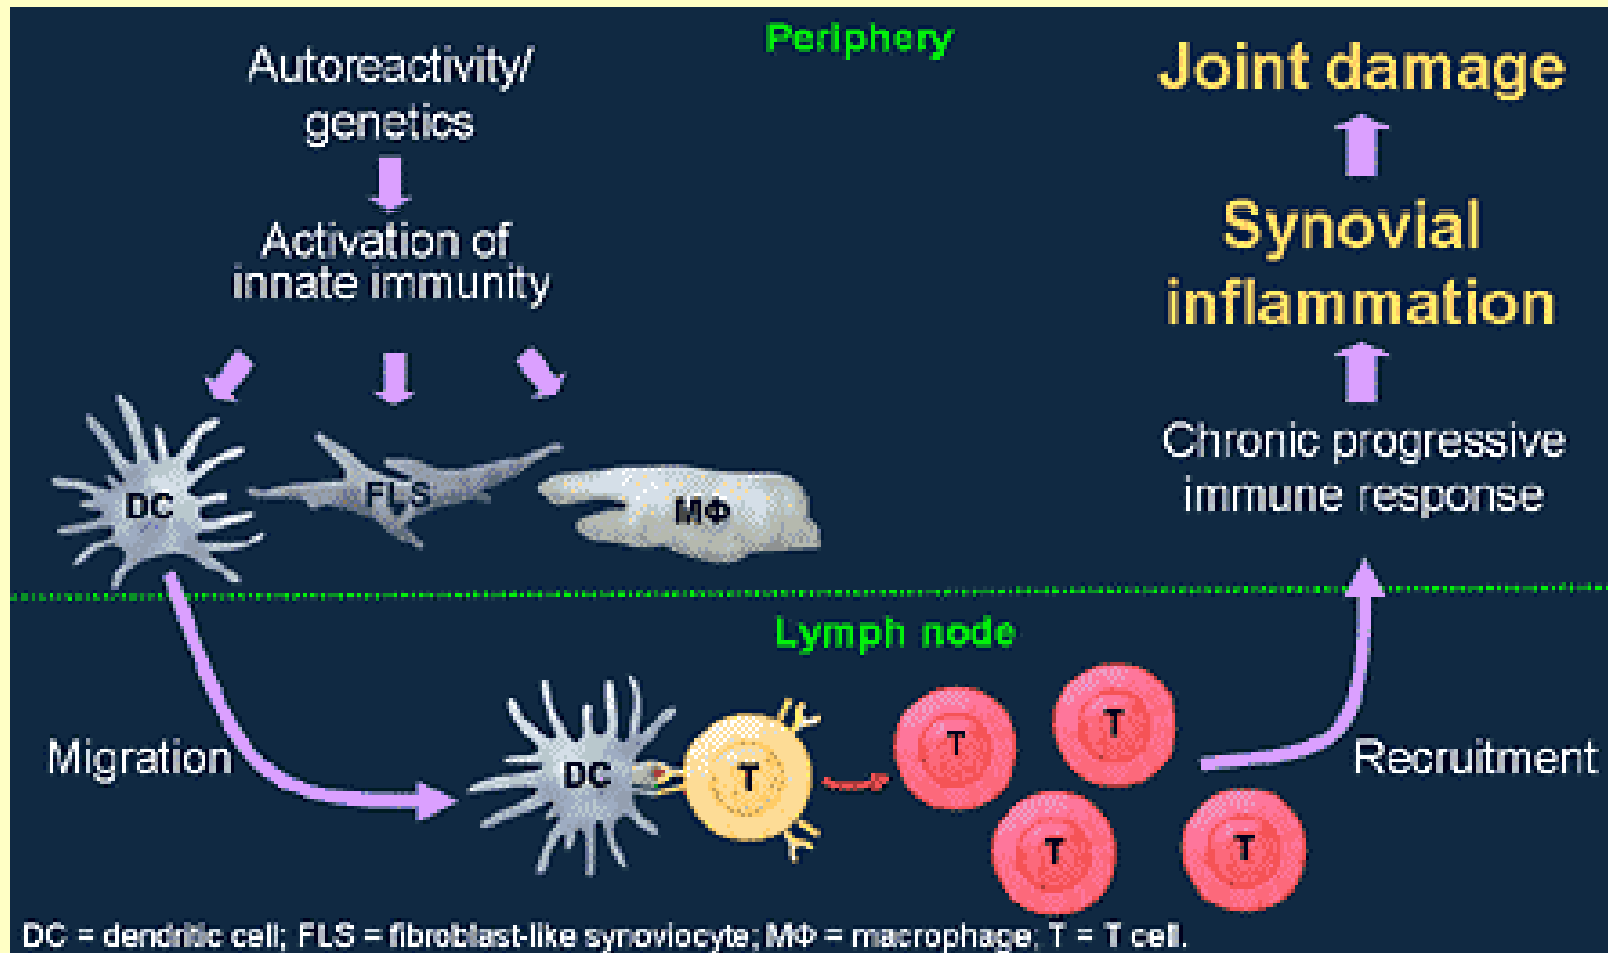 Periphery
Autoreactivity/
genetics
Activation of
innate immunity
DC
FLS
MΦ
Joint damage
Synovial
inflammation
Chronic progressive
immune response
Lymph node
Migration
DC
T
T
T
T
T
Recruitment
DC = dendritic cell; FLS = fibroblast-like synoviocyte; MΦ = macrophage; T = T cell.